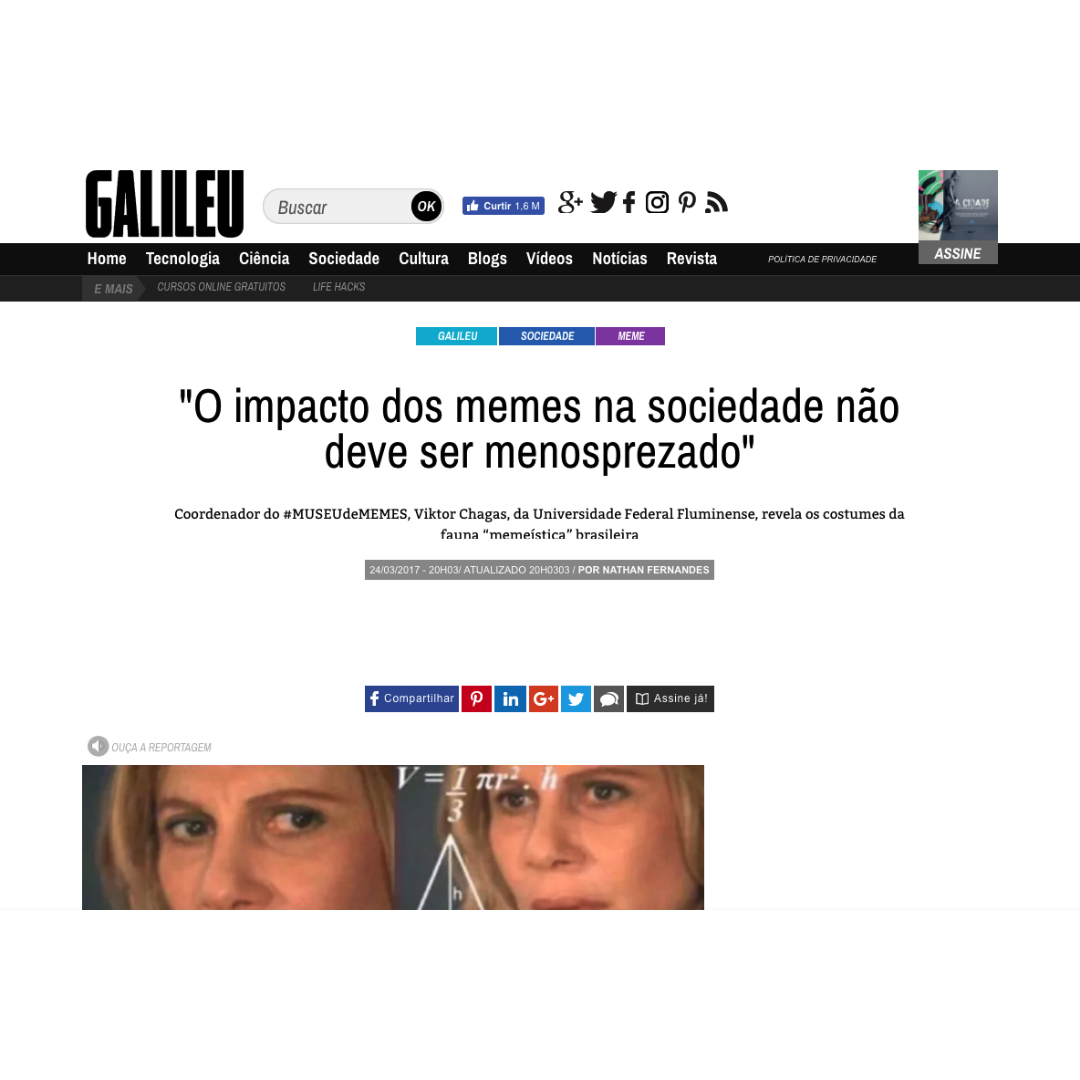 GALILEU
Buscar
OK
Curtir 1,6 M
ASSINE
Home Tecnologia Ciência Sociedade Cultura Blogs Vídeos Notícias Revista POLÍTICA DE PRIVACIDADE
E MAIS CURSOS ONLINE GRATUITOS LIFE HACKS
GALILEU SOCIEDADE MEME
"O impacto dos memes na sociedade não
deve ser menosprezado"
Coordenador do #MUSEUdeMEMES, Viktor Chagas, da Universidade Federal Fluminense, revela os costumes da
fauna “memeística” brasileira
24/03/2017 - 20H03/ ATUALIZADO 20H0303 / POR NATHAN FERNANDES
Compartilhar
in
G+
Assine já!
OUÇA A REPORTAGEM
V = 1/3 πr². h
h